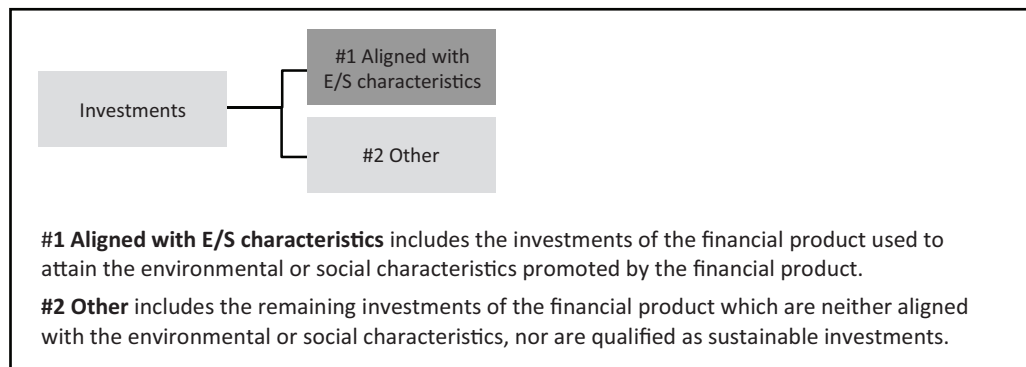 #1 Aligned with
E/S characteristics
Investments
#2 Other
#1 Aligned with E/S characteristics includes the investments of the financial product used to
attain the environmental or social characteristics promoted by the financial product.
#2 Other includes the remaining investments of the financial product which are neither aligned
with the environmental or social characteristics, nor are qualified as sustainable investments.